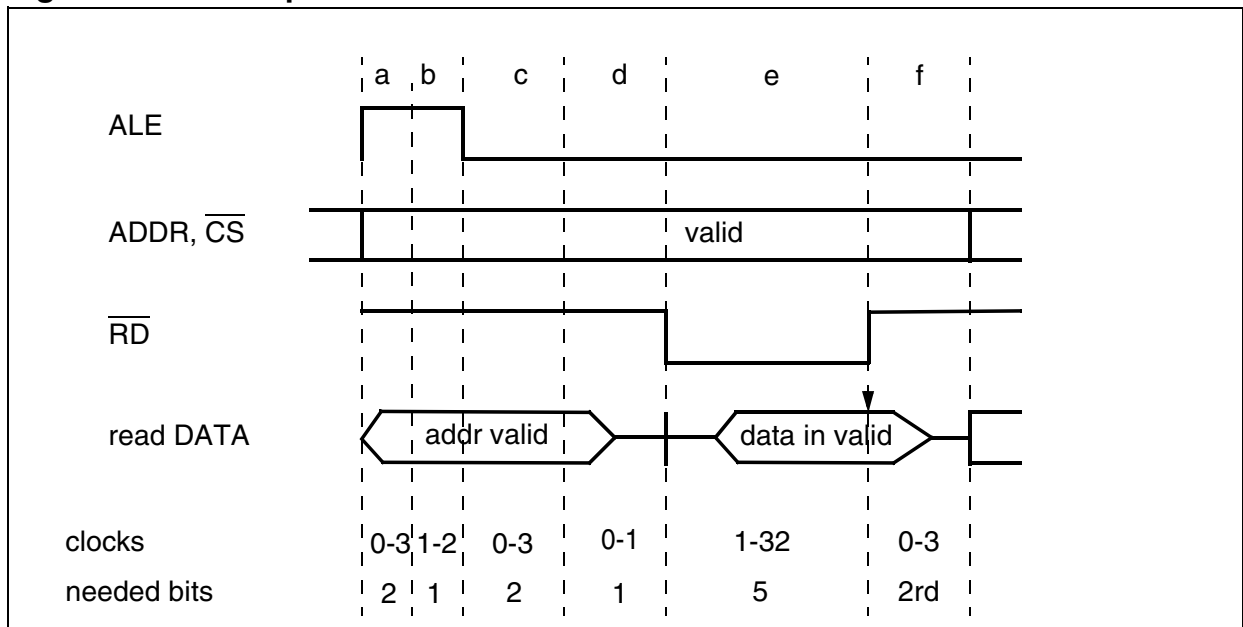 a b c d e f
ALE
ADDR, CS valid
RD
read DATA addr valid data in valid
clocks 0-3 1-2 0-3 0-1 1-32 0-3
needed bits 2 1 2 1 5 2rd